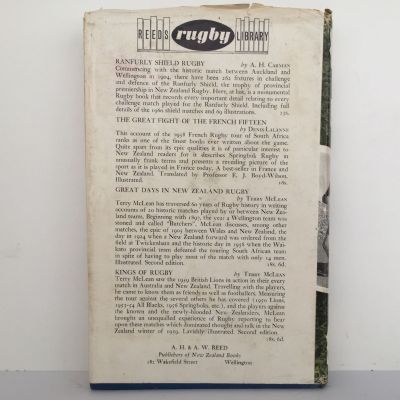 REEDS rugby LIBRARY
RANFURLY SHIELD RUGBY by A. H. CARMAN
Commencing with the historic match between Auckland and
Wellington in 1904, there have been 262 fixtures in challenge
and defence of the Ranfurly Shield, the trophy of provincial
premiership in New Zealand Rugby. Here, at last, is a monumental
Rugby book that records every important detail relating to every
challenge match played for the Ranfurly Shield. Including full
details of the 1960 shield matches and 69 illustrations.
THE GREAT FIGHT OF THE FRENCH FIFTEEN
by DENIS LALANNE
This account of the 1958 French Rugby tour of South Africa
ranks as one of the finest books ever written about the game.
Quite apart from its epic qualities it is of particular interest to
New Zealand readers for it describes Springbok Rugby in
unusually frank terms and presents a revealing picture of the
sport as it is played in France today. A best-seller in France and
New Zealand. Translated by Professor E. J. Boyd-Wilson.
Illustrated. 18s.
GREAT DAYS IN NEW ZEALAND RUGBY
by TERRY MCLEAN
Terry McLean has traversed 60 years of Rugby history in writing
accounts of 20 historic matches played by or between New Zea-
land teams. Beginning with 1897, the year a Wellington team was
stoned and called "Butchers", McLean discusses, among other
matches, the epic of 1905 between Wales and New Zealand, the
day in 1924 when a New Zealand forward was ordered from the
field at Twickenham and the historic day in 1956 when the Wai-
kato provincial team defeated the touring South African team
in spite of having to play most of the match with only 14 men.
Illustrated. Second edition. 18s. 6d.
KINGS OF RUGBY by TERRY MCLEAN
Terry McLean saw the 1959 British Lions in action in their every
match in Australia and New Zealand. Travelling with the players,
he came to know them as friends as well as footballers. Measuring
the tour against the several others he has covered (1950 Lions,
1953-54 All Blacks, 1956 Springboks, etc.), and the players against
the known and the newly-blooded New Zealanders, McLean
brought an unequalled experience of Rugby reporting to bear
upon these matches which dominated thought and talk in the New
Zealand winter of 1959. Lavishly illustrated. Second edition.
18s. 6d.
A. H. & A. W. REED
Publishers of New Zealand Books
182 Wakefield Street Wellington